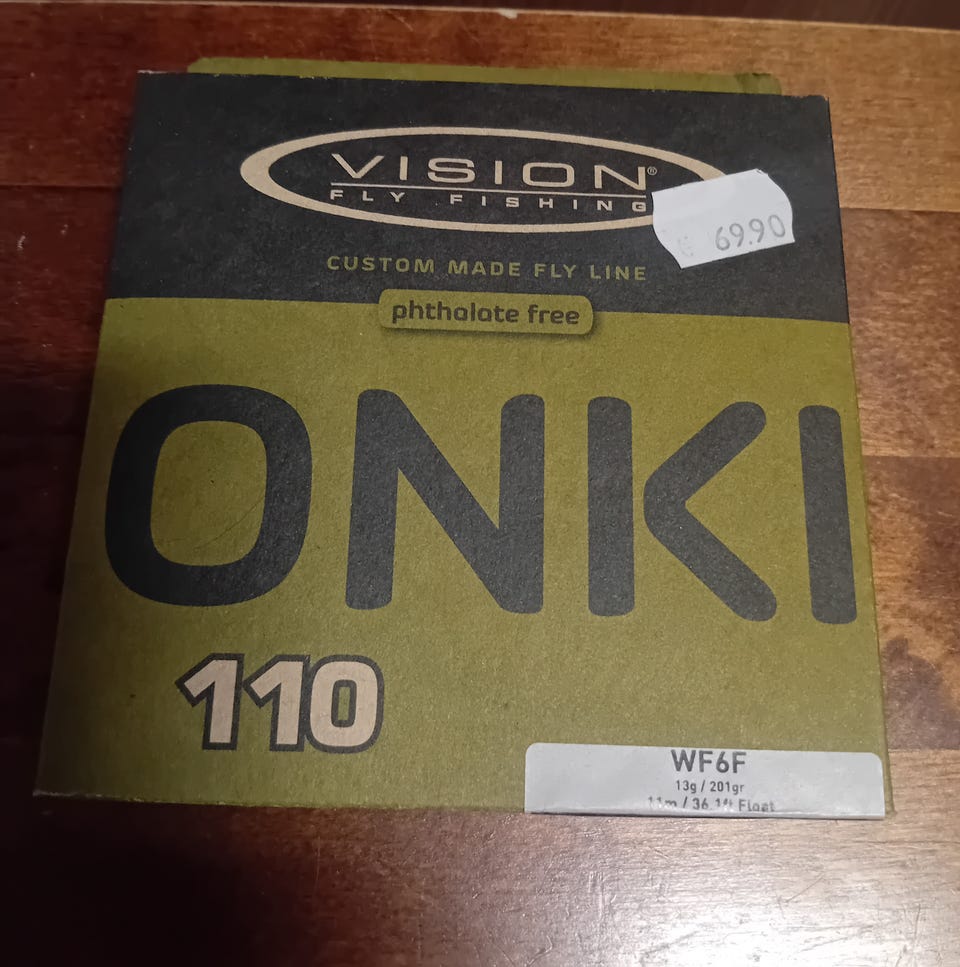 VISION®
FLY FISHING
€ 69.90
CUSTOM MADE FLY LINE
phthalate free
ONKI
110
WF6F
13g / 201gr
11m / 36.1ft Float